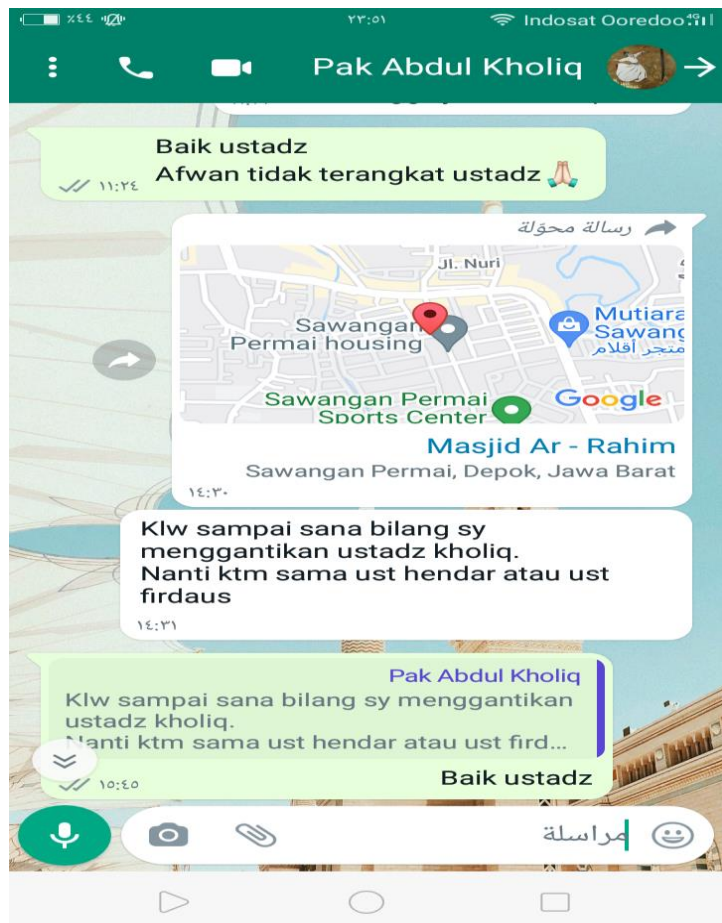 ٪٤٤
٢٣:٥١
Indosat Ooredoo 4G
Pak Abdul Kholiq
Baik ustadz
Afwan tidak terangkat ustadz 🙏🏻
١١:٢٤
رسالة محوّلة
Jl. Nuri
Sawangan
Permai housing
Mutiara
Sawang
متجر أقلام
Sawangan Permai
Sports Center
Google
Masjid Ar - Rahim
Sawangan Permai, Depok, Jawa Barat
١٤:٣٠
Klw sampai sana bilang sy
menggantikan ustadz kholiq.
Nanti ktm sama ust hendar atau ust
firdaus
١٤:٣١
Pak Abdul Kholiq
Klw sampai sana bilang sy menggantikan
ustadz kholiq.
Nanti ktm sama ust hendar atau ust fird...
Baik ustadz
١٥:٤٥
مراسلة